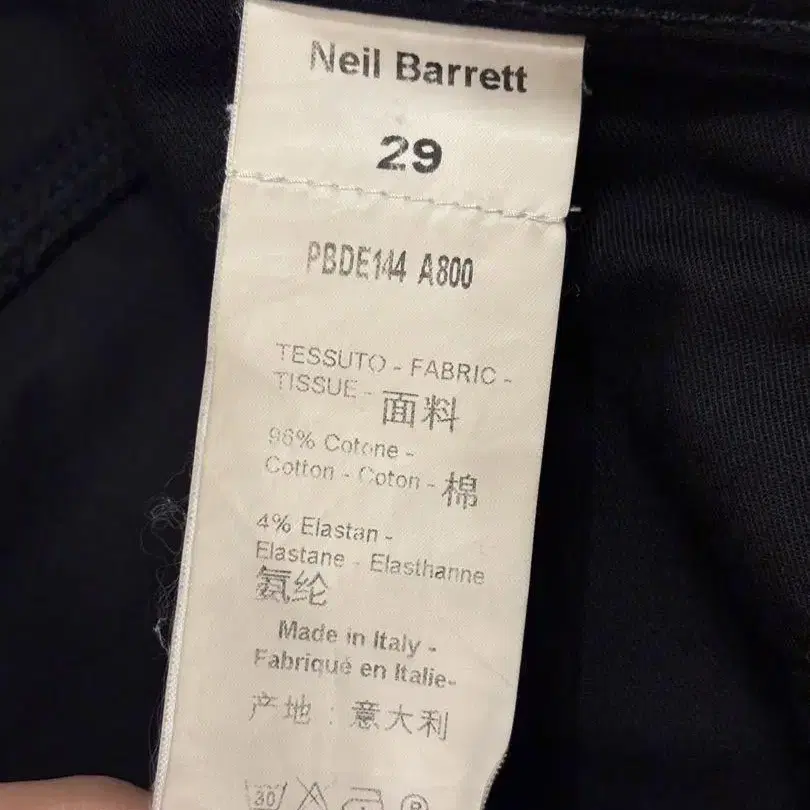 Neil Barrett
29
PBDE144 A800
TESSUTO - FABRIC -
TISSUE - 面料
96% Cotone -
Cotton - Coton - 棉
4% Elastan -
Elastane - Elasthanne
氨纶
Made in Italy -
Fabriqué en Italie-
产地 : 意大利
30 P